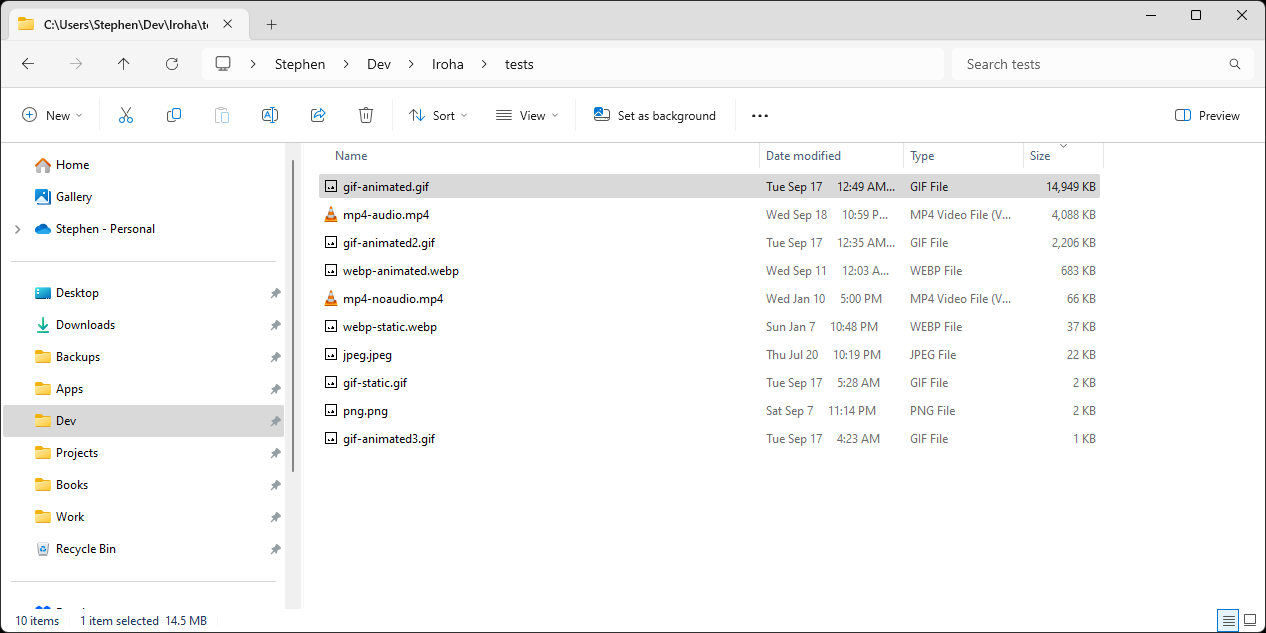 C:\Users\Stephen\Dev\Iroha\te
Stephen > Dev > Iroha > tests
Search tests
New
Sort
View
Set as background
Preview
Home
Gallery
Stephen - Personal
Desktop
Downloads
Backups
Apps
Dev
Projects
Books
Work
Recycle Bin
Name Date modified Type Size
gif-animated.gif Tue Sep 17 12:49 AM... GIF File 14,949 KB
mp4-audio.mp4 Wed Sep 18 10:59 P... MP4 Video File (V... 4,088 KB
gif-animated2.gif Tue Sep 17 12:35 AM... GIF File 2,206 KB
webp-animated.webp Wed Sep 11 12:03 A... WEBP File 683 KB
mp4-noaudio.mp4 Wed Jan 10 5:00 PM MP4 Video File (V... 66 KB
webp-static.webp Sun Jan 7 10:48 PM WEBP File 37 KB
jpeg.jpeg Thu Jul 20 10:19 PM JPEG File 22 KB
gif-static.gif Tue Sep 17 5:28 AM GIF File 2 KB
png.png Sat Sep 7 11:14 PM PNG File 2 KB
gif-animated3.gif Tue Sep 17 4:23 AM GIF File 1 KB
10 items 1 item selected 14.5 MB